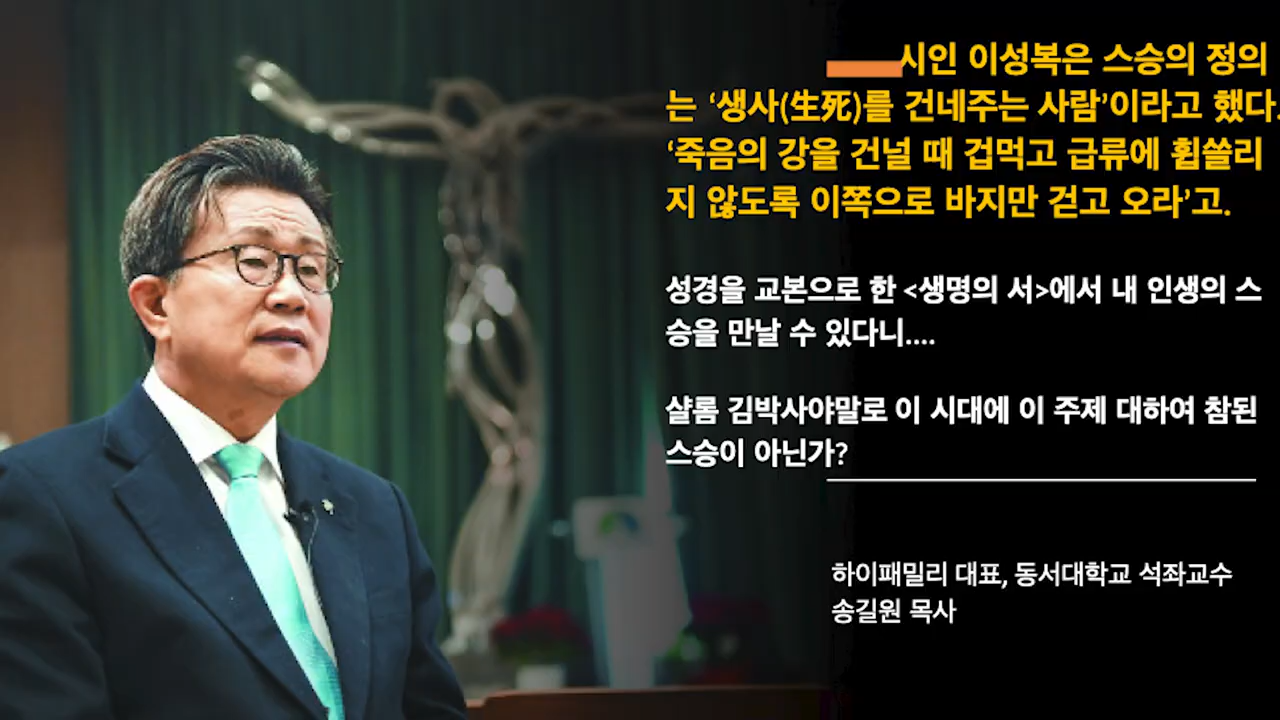 시인 이성복은 스승의 정의
는 ‘생사(生死)를 건네주는 사람’이라고 했다.
‘죽음의 강을 건널 때 겁먹고 급류에 휩쓸리
지 않도록 이쪽으로 바지만 걷고 오라’고.
성경을 교본으로 한 <생명의 서>에서 내 인생의 스
승을 만날 수 있다니....
샬롬 김박사야말로 이 시대에 이 주제 대하여 참된
스승이 아닌가?
하이패밀리 대표, 동서대학교 석좌교수
송길원 목사